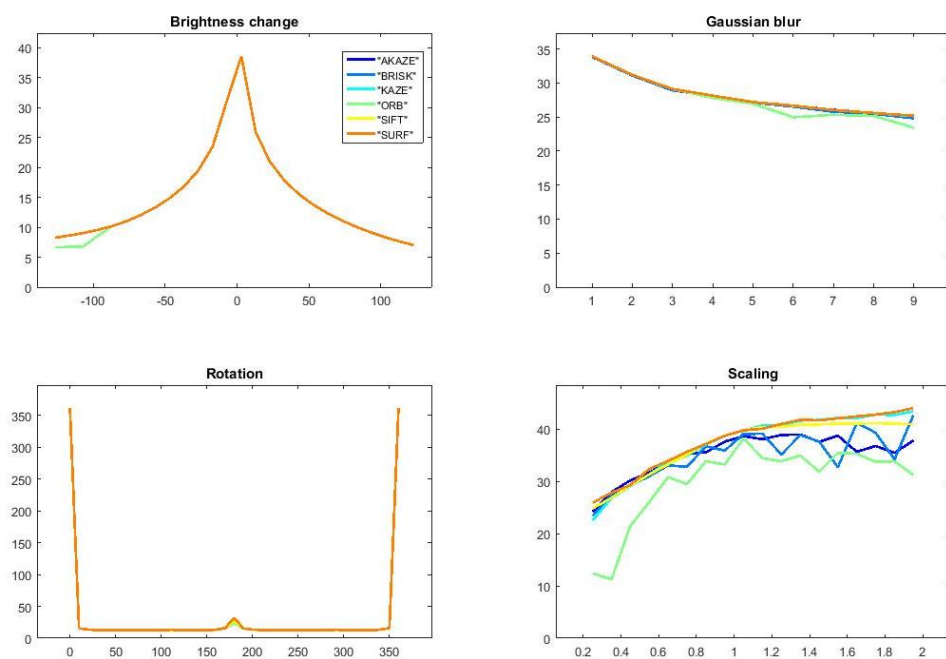 Brightness change
40
35
30
25
20
15
10
5
0
-100 -50 0 50 100
"AKAZE"
"BRISK"
"KAZE"
"ORB"
"SIFT"
"SURF"
Gaussian blur
35
30
25
20
15
10
5
0
1 2 3 4 5 6 7 8 9
Rotation
350
300
250
200
150
100
50
0
0 50 100 150 200 250 300 350
Scaling
40
30
20
10
0
0.2 0.4 0.6 0.8 1 1.2 1.4 1.6 1.8 2